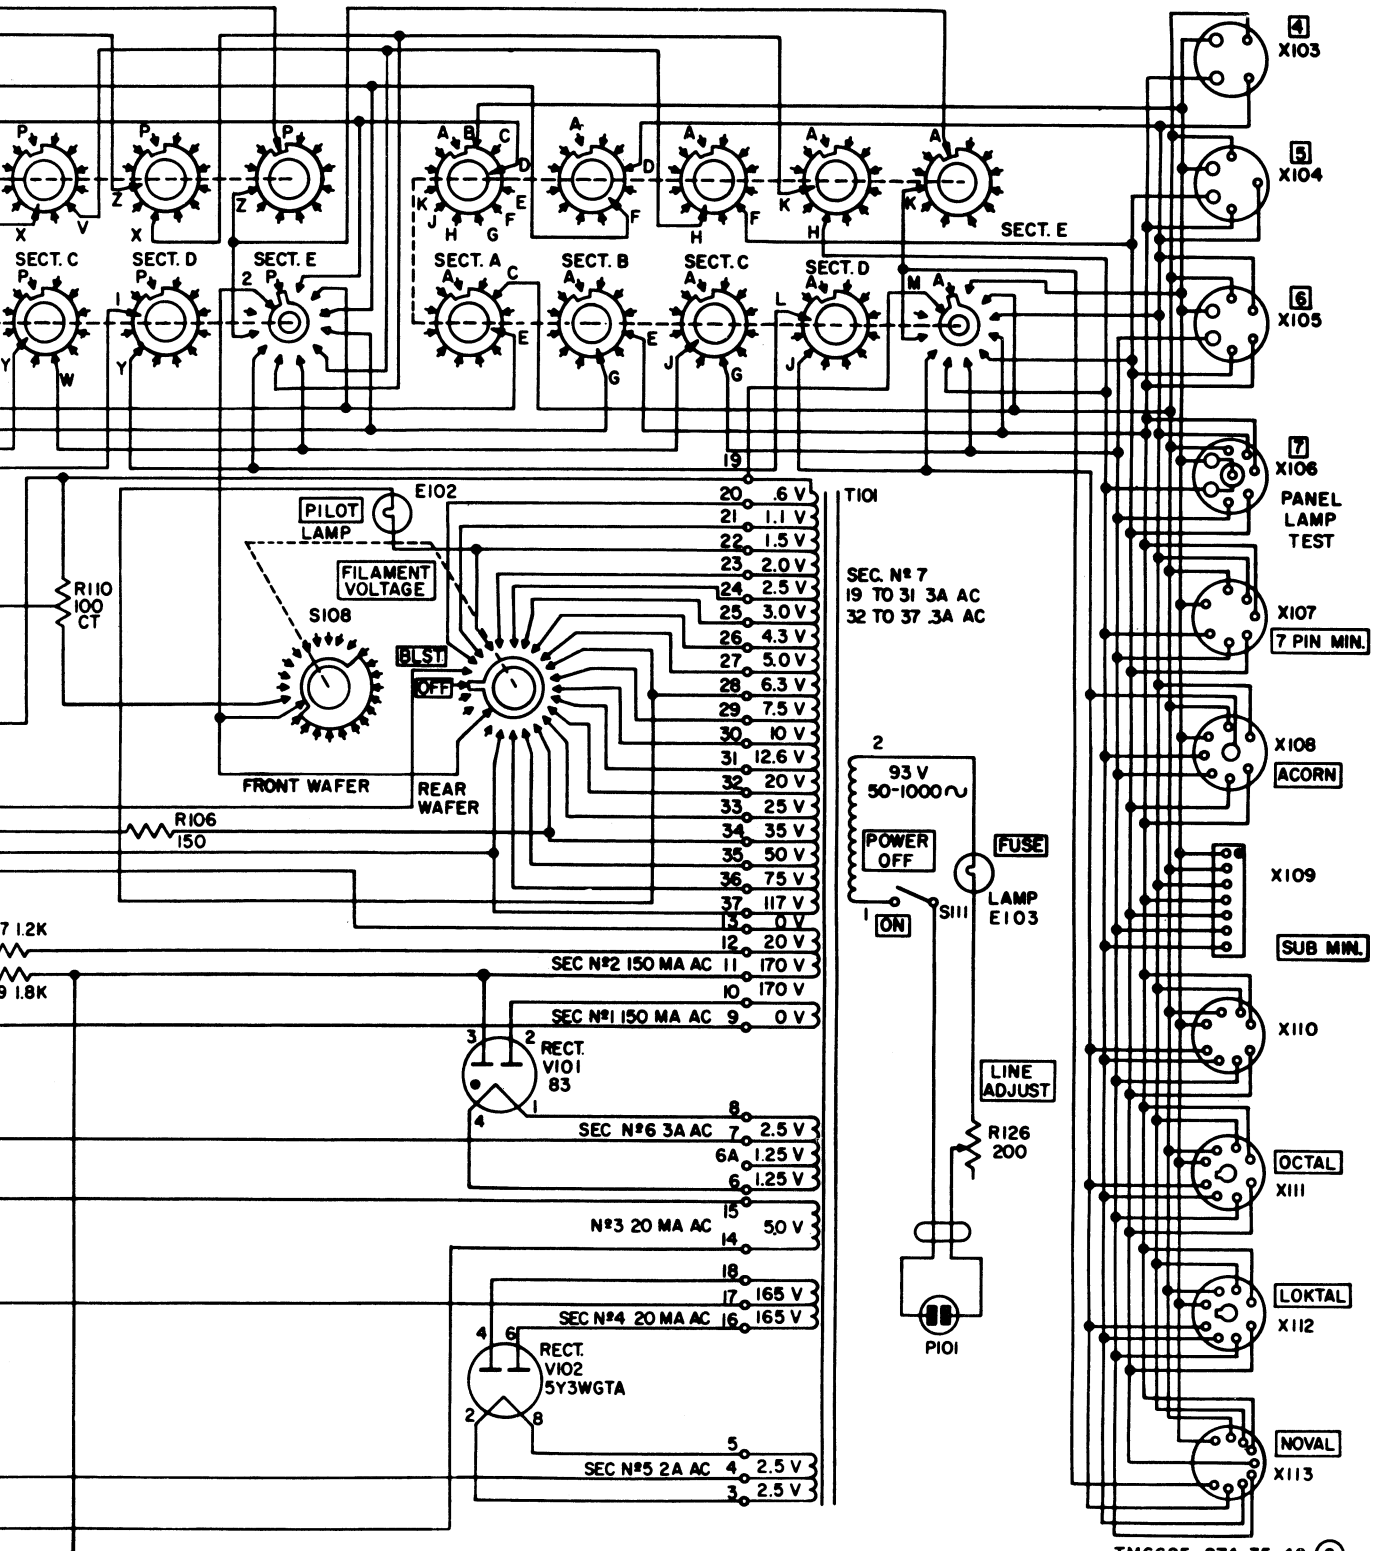 4
X103
P P P A B C A A A A
5
X104
D D
Z Z K E F F K K
J
X V X H G H H SECT. E
SECT. C SECT. D SECT. E SECT. A SECT. B SECT. C SECT. D
P P 2 P A C A A A M A
1 L
6
X105
E E
Y W Y G J G J
7
X106
PANEL
LAMP
TEST
19
20 .6 V T101
E102
PILOT
LAMP
21 1.1 V
22 1.5 V
23 2.0 V
24 2.5 V
25 3.0 V
26 4.3 V
27 5.0 V
28 6.3 V
29 7.5 V
30 10 V
31 12.6 V
32 20 V
33 25 V
34 35 V
35 50 V
36 75 V
37 117 V
FILAMENT
VOLTAGE
SEC. Nº 7
19 TO 31 3A AC
32 TO 37 .3A AC
R110
100
CT
S108
BLST
OFF
X107
7 PIN MIN.
X108
ACORN
FRONT WAFER
REAR
WAFER
R106
150
2
93 V
50-1000~
POWER
OFF
FUSE
LAMP
E103
1
ON
S111
X109
SUB MIN.
7 1.2K
9 1.8K
13 0 V
12 20 V
SEC Nº2 150 MA AC 11 170 V
10 170 V
SEC Nº1 150 MA AC 9 0 V
X110
3 2
RECT.
V101
83
4 1
LINE
ADJUST
R126
200
8
SEC Nº6 3A AC 7 2.5 V
6A 1.25 V
6 1.25 V
OCTAL
X111
15
Nº3 20 MA AC 5.0 V
14
18
17 165 V
SEC Nº4 20 MA AC 16 165 V
LOKTAL
X112
4 6
RECT.
V102
5Y3WGTA
2 8
P101
5
SEC Nº5 2A AC 4 2.5 V
3 2.5 V
NOVAL
X113